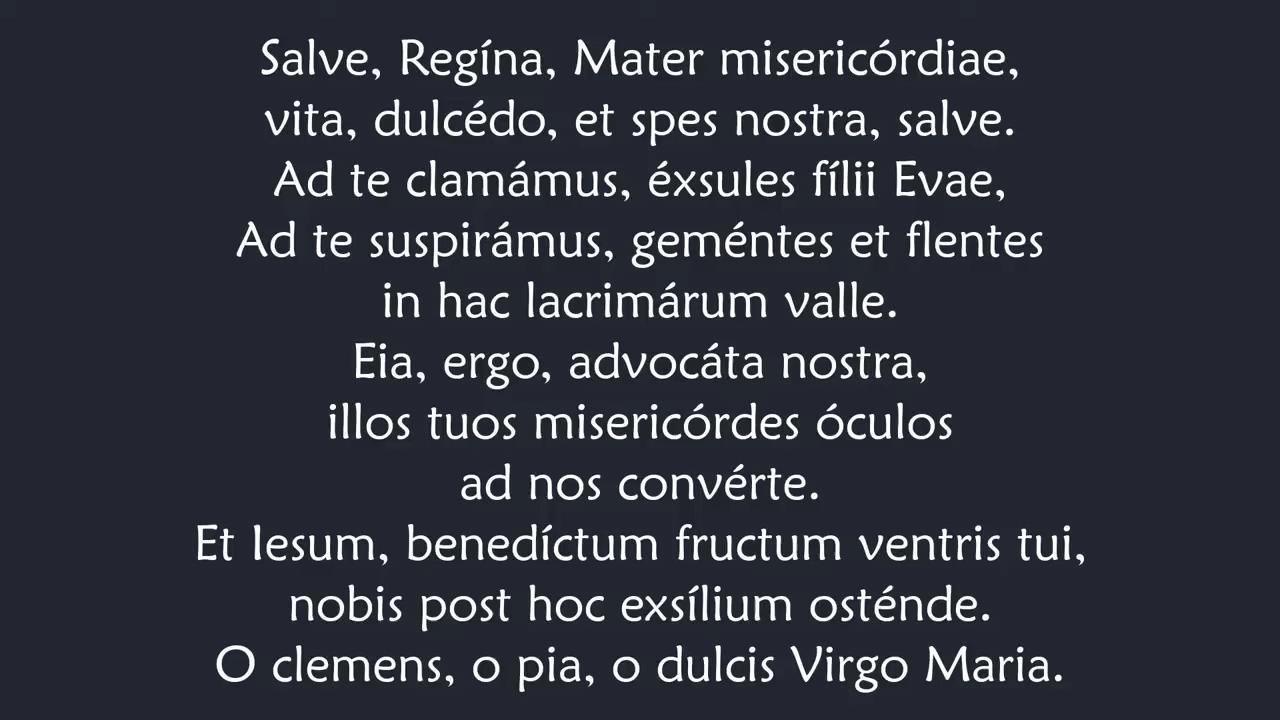 Salve, Regína, Mater misericórdiae,
vita, dulcédo, et spes nostra, salve.
Ad te clamámus, éxsules fílii Evae,
Ad te suspirámus, geméntes et flentes
in hac lacrimárum valle.
Eia, ergo, advocáta nostra,
illos tuos misericórdes óculos
ad nos convérte.
Et Iesum, benedíctum fructum ventris tui,
nobis post hoc exsílium osténde.
O clemens, o pia, o dulcis Virgo Maria.